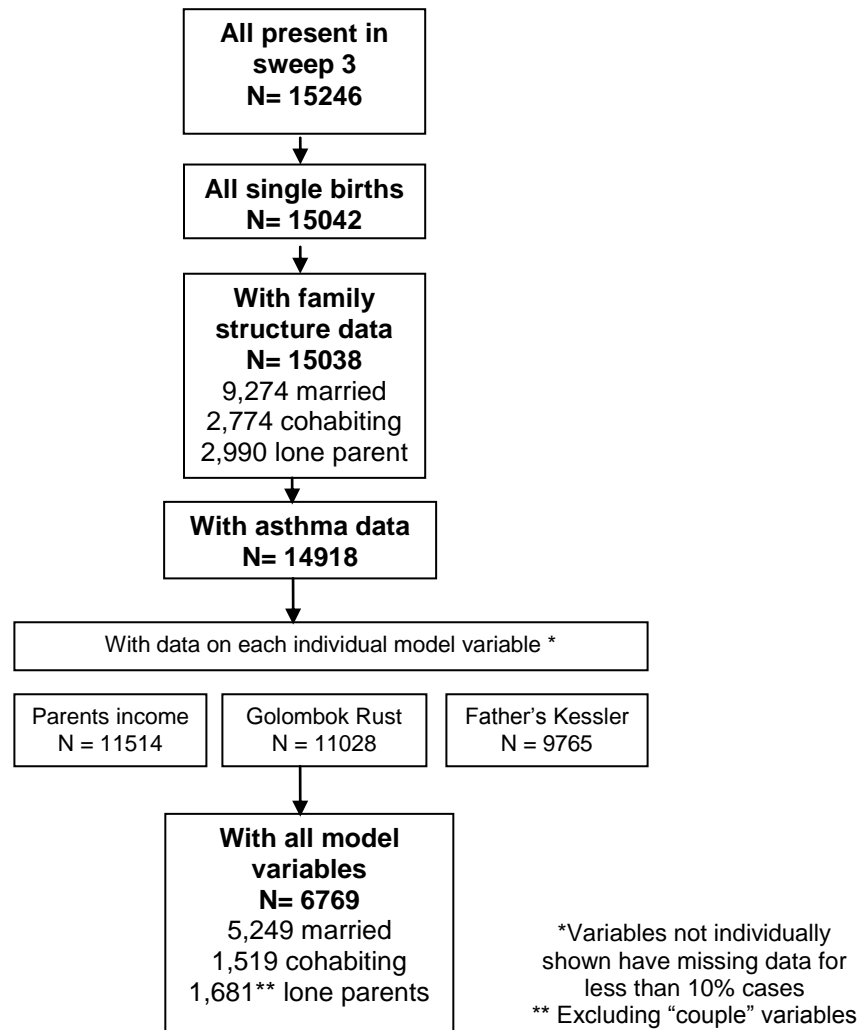 All present in
sweep 3
N= 15246
All single births
N= 15042
With family
structure data
N= 15038
9,274 married
2,774 cohabiting
2,990 lone parent
With asthma data
N= 14918
With data on each individual model variable *
Parents income
N = 11514
Golombok Rust
N = 11028
Father's Kessler
N = 9765
With all model
variables
N= 6769
5,249 married
1,519 cohabiting
1,681** lone parents
*Variables not individually
shown have missing data for
less than 10% cases
** Excluding “couple” variables